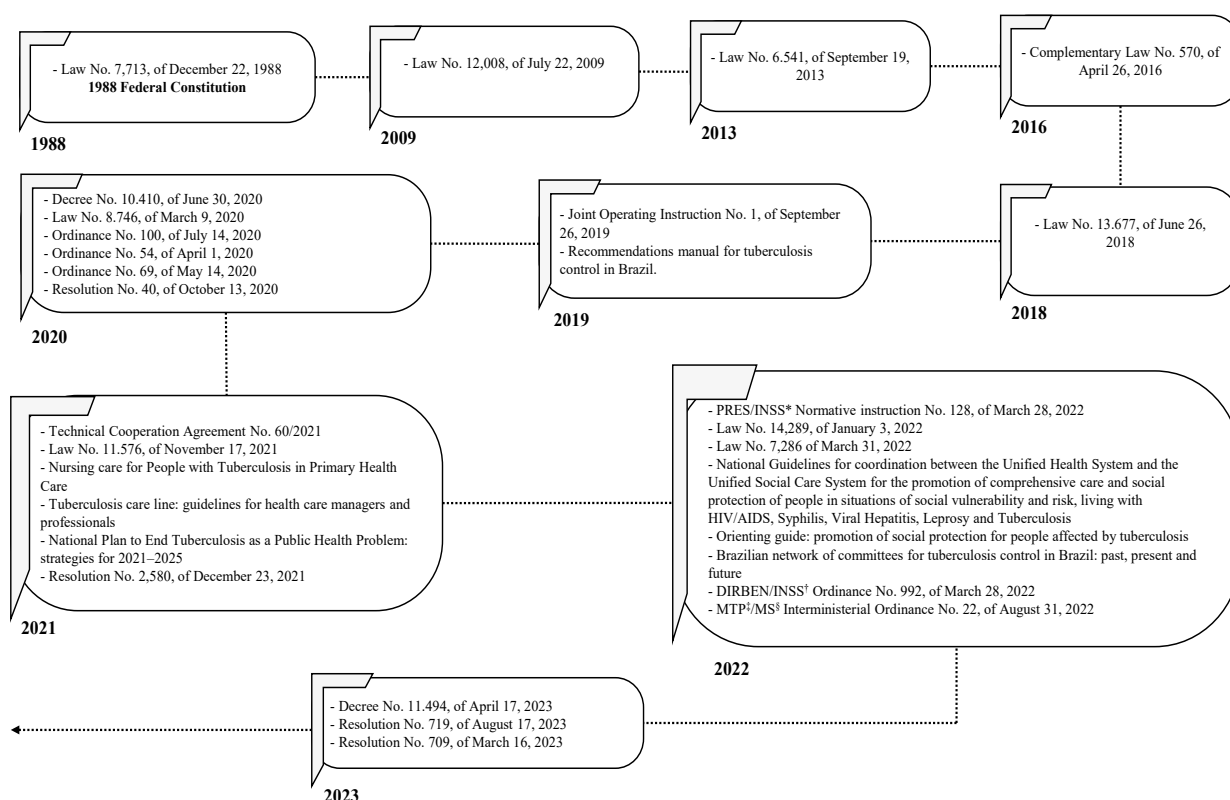 - Law No. 7,713, of December 22, 1988
1988 Federal Constitution
1988
- Law No. 12,008, of July 22, 2009
2009
- Law No. 6.541, of September 19,
2013
2013
- Complementary Law No. 570, of
April 26, 2016
2016
- Law No. 13.677, of June 26,
2018
2018
- Joint Operating Instruction No. 1, of September
26, 2019
- Recommendations manual for tuberculosis
control in Brazil.
2019
- Decree No. 10.410, of June 30, 2020
- Law No. 8.746, of March 9, 2020
- Ordinance No. 100, of July 14, 2020
- Ordinance No. 54, of April 1, 2020
- Ordinance No. 69, of May 14, 2020
- Resolution No. 40, of October 13, 2020
2020
- Technical Cooperation Agreement No. 60/2021
- Law No. 11.576, of November 17, 2021
- Nursing care for People with Tuberculosis in Primary Health
Care
- Tuberculosis care line: guidelines for health care managers and
professionals
- National Plan to End Tuberculosis as a Public Health Problem:
strategies for 2021–2025
- Resolution No. 2,580, of December 23, 2021
2021
- PRES/INSS* Normative instruction No. 128, of March 28, 2022
- Law No. 14,289, of January 3, 2022
- Law No. 7,286 of March 31, 2022
- National Guidelines for coordination between the Unified Health System and the
Unified Social Care System for the promotion of comprehensive care and social
protection of people in situations of social vulnerability and risk, living with
HIV/AIDS, Syphilis, Viral Hepatitis, Leprosy and Tuberculosis
- Orienting guide: promotion of social protection for people affected by tuberculosis
- Brazilian network of committees for tuberculosis control in Brazil: past, present and
future
- DIRBEN/INSS† Ordinance No. 992, of March 28, 2022
- MTP‡/MS§ Interministerial Ordinance No. 22, of August 31, 2022
2022
- Decree No. 11.494, of April 17, 2023
- Resolution No. 719, of August 17, 2023
- Resolution No. 709, of March 16, 2023
2023